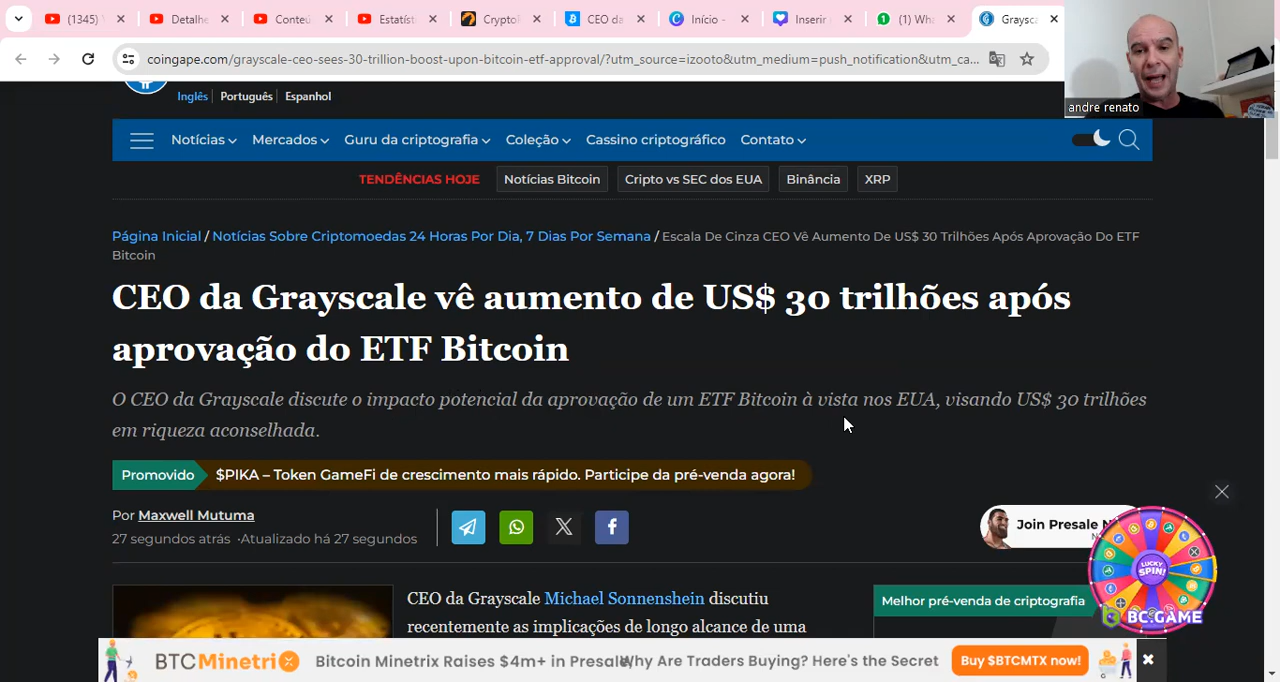 (1345)
Detalhe
Conteú
Estatíst
Crypto
CEO da
Início -
Inserir
(1) Wha
Graysca
coingape.com/grayscale-ceo-sees-30-trillion-boost-upon-bitcoin-etf-approval/?utm_source=izooto&utm_medium=push_notification&utm_ca...
andre renato
Inglês | Português | Espanhol
Notícias Mercados Guru da criptografia Coleção Cassino criptográfico Contato
TENDÊNCIAS HOJE Notícias Bitcoin Cripto vs SEC dos EUA Binância XRP
Página Inicial / Notícias Sobre Criptomoedas 24 Horas Por Dia, 7 Dias Por Semana / Escala De Cinza CEO Vê Aumento De US$ 30 Trilhões Após Aprovação Do ETF
Bitcoin
CEO da Grayscale vê aumento de US$ 30 trilhões após
aprovação do ETF Bitcoin
O CEO da Grayscale discute o impacto potencial da aprovação de um ETF Bitcoin à vista nos EUA, visando US$ 30 trilhões
em riqueza aconselhada.
Promovido $PIKA – Token GameFi de crescimento mais rápido. Participe da pré-venda agora!
Por Maxwell Mutuma
27 segundos atrás ·Atualizado há 27 segundos
Join Presale N
LUCKY
SPIN!
BC.GAME
CEO da Grayscale Michael Sonnenshein discutiu
recentemente as implicações de longo alcance de uma
Melhor pré-venda de criptografia
BTCMinetrix Bitcoin Minetrix Raises $4m+ in Presale Why Are Traders Buying? Here's the Secret Buy $BTCMTX now!